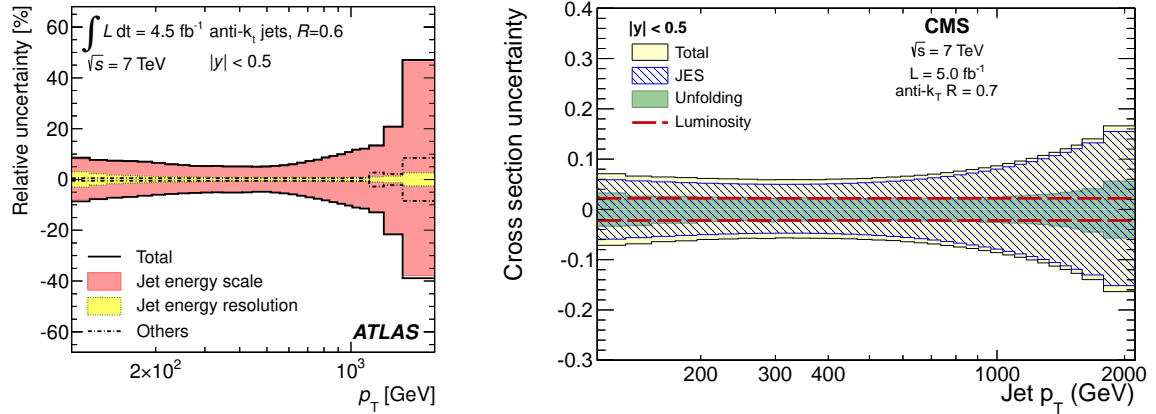 ∫ L dt = 4.5 fb⁻¹ anti-kₜ jets, R=0.6
√s = 7 TeV |y| < 0.5
Relative uncertainty [%]
60
40
20
0
-20
-40
-60
Total
Jet energy scale
Jet energy resolution
Others
ATLAS
2×10²
10³
p_T [GeV]
Cross section uncertainty
0.4
0.3
0.2
0.1
0
-0.1
-0.2
-0.3
|y| < 0.5
Total
JES
Unfolding
Luminosity
CMS
√s = 7 TeV
L = 5.0 fb⁻¹
anti-k_T R = 0.7
200 300 400 1000 2000
Jet p_T (GeV)